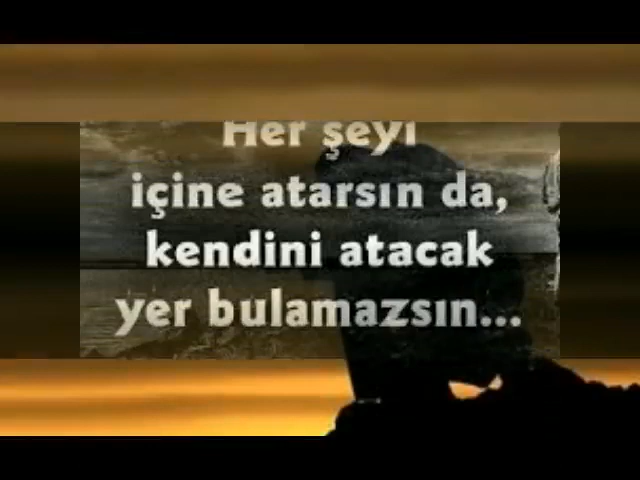 Her şeyi
içine atarsın da,
kendini atacak
yer bulamazsın...